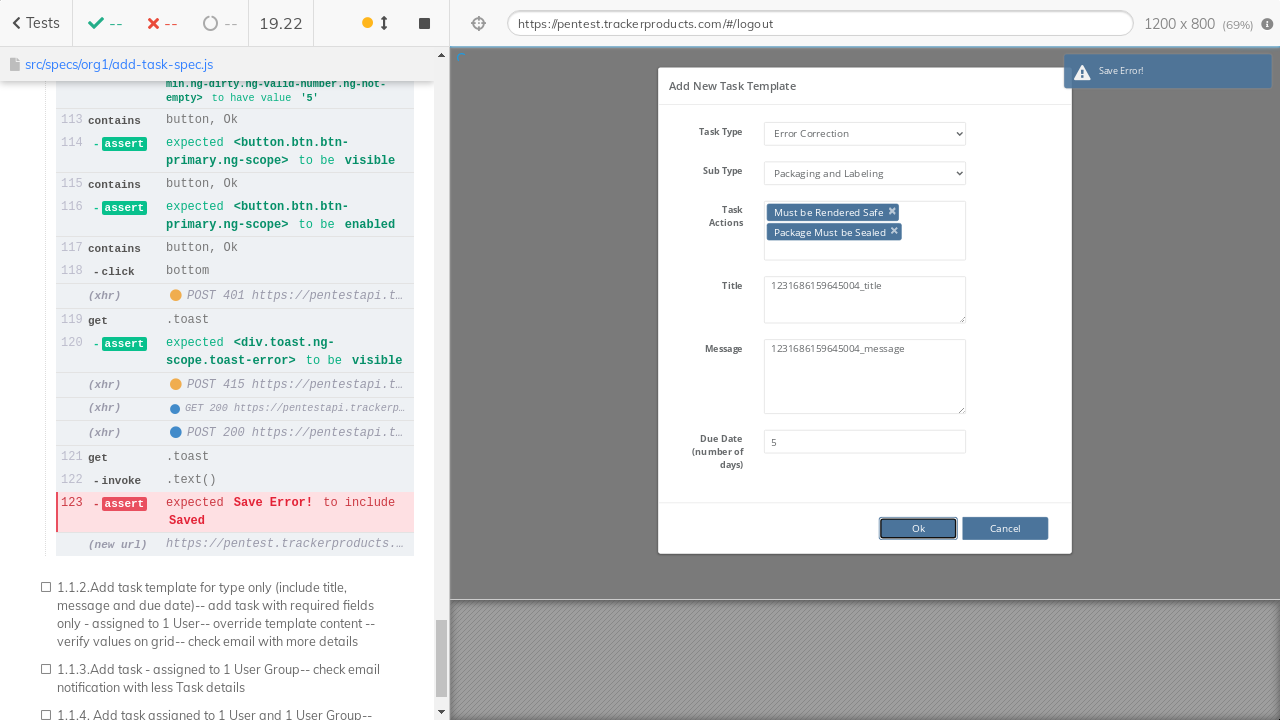 Tests
--
--
--
19.22
https://pentest.trackerproducts.com/#/logout
1200 x 800 (69%)
src/specs/org1/add-task-spec.js
min.ng-dirty.ng-valid-number.ng-not-
empty> to have value '5'
113 contains button, Ok
114 - assert expected <button.btn.btn-
primary.ng-scope> to be visible
115 contains button, Ok
116 - assert expected <button.btn.btn-
primary.ng-scope> to be enabled
117 contains button, Ok
118 - click bottom
(xhr) POST 401 https://pentestapi.t…
119 get .toast
120 - assert expected <div.toast.ng-
scope.toast-error> to be visible
(xhr) POST 415 https://pentestapi.t…
(xhr) GET 200 https://pentestapi.trackerp…
(xhr) POST 200 https://pentestapi.t…
121 get .toast
122 - invoke .text()
123 - assert expected Save Error! to include
Saved
(new url) https://pentest.trackerproducts.…
1.1.2.Add task template for type only (include title,
message and due date)-- add task with required fields
only - assigned to 1 User-- override template content --
verify values on grid-- check email with more details
1.1.3.Add task - assigned to 1 User Group-- check email
notification with less Task details
1.1.4. Add task assigned to 1 User and 1 User Group--
Save Error!
Add New Task Template
Task Type Error Correction
Sub Type Packaging and Labeling
Task
Actions
Must be Rendered Safe
Package Must be Sealed
Title 1231686159645004_title
Message 1231686159645004_message
Due Date
(number of
days)
5
Ok Cancel